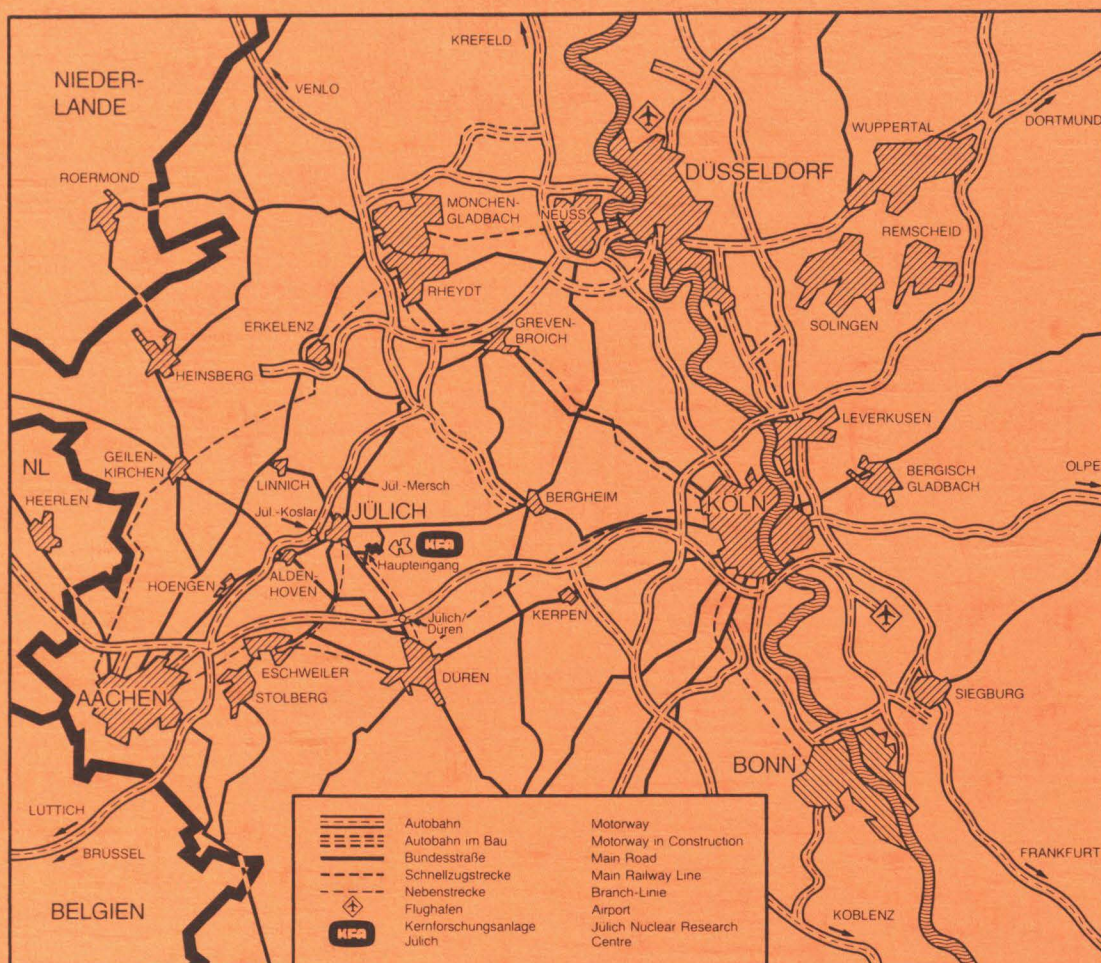 KREFELD
NIEDER-
LANDE
VENLO
WUPPERTAL
DORTMUND
ROERMOND
DÜSSELDORF
MÖNCHEN-
GLADBACH
NEUSS
REMSCHEID
RHEYDT
ERKELENZ
GREVEN-
BROICH
SOLINGEN
HEINSBERG
LEVERKUSEN
NL
GEILEN-
KIRCHEN
LINNICH
Jül.-Mersch
BERGHEIM
BERGISCH
GLADBACH
OLPE
HEERLEN
Jül.-Koslar
JÜLICH
KÖLN
KFA
Haupteingang
HOENGEN
ALDEN-
HOVEN
KERPEN
Jülich/
Düren
ESCHWEILER
DÜREN
AACHEN
STOLBERG
SIEGBURG
BONN
LÜTTICH
BRÜSSEL
FRANKFURT
BELGIEN
KOBLENZ
Autobahn Motorway
Autobahn im Bau Motorway in Construction
Bundesstraße Main Road
Schnellzugstrecke Main Railway Line
Nebenstrecke Branch-Linie
Flughafen Airport
KFA Kernforschungsanlage Jülich Nuclear Research
Jülich Centre